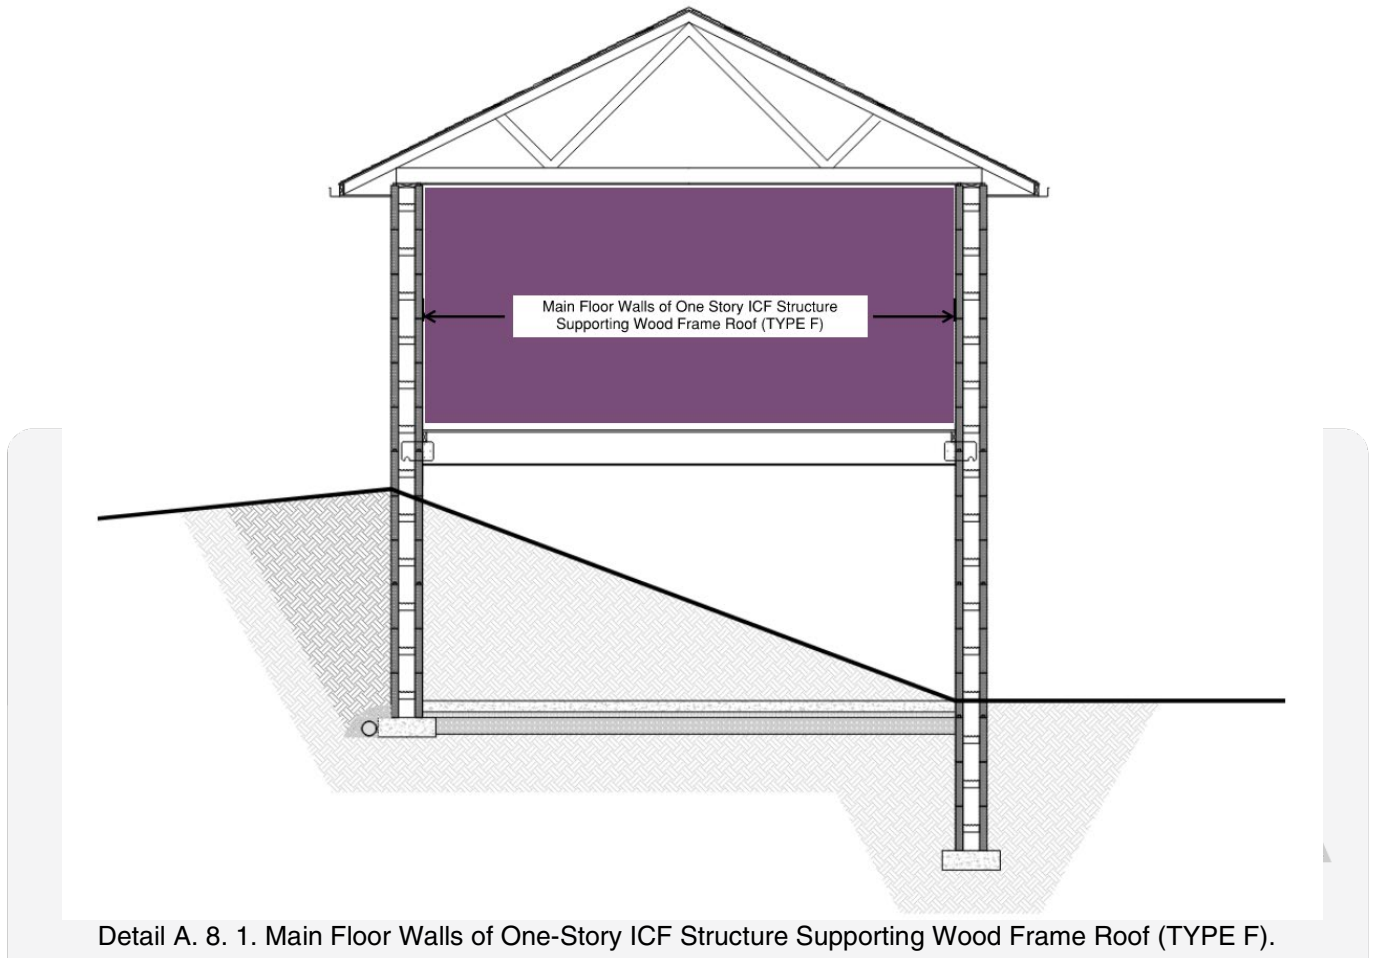 Main Floor Walls of One Story ICF Structure
Supporting Wood Frame Roof (TYPE F)
Detail A. 8. 1. Main Floor Walls of One-Story ICF Structure Supporting Wood Frame Roof (TYPE F).